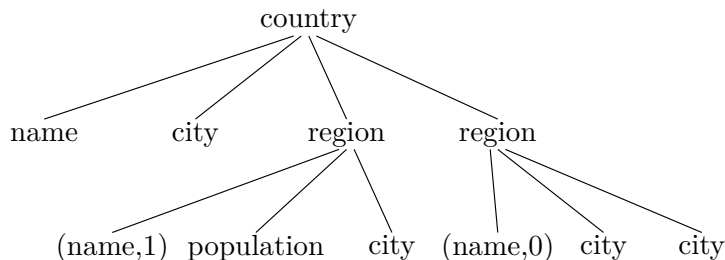 country
name city region region
(name,1) population city (name,0) city city